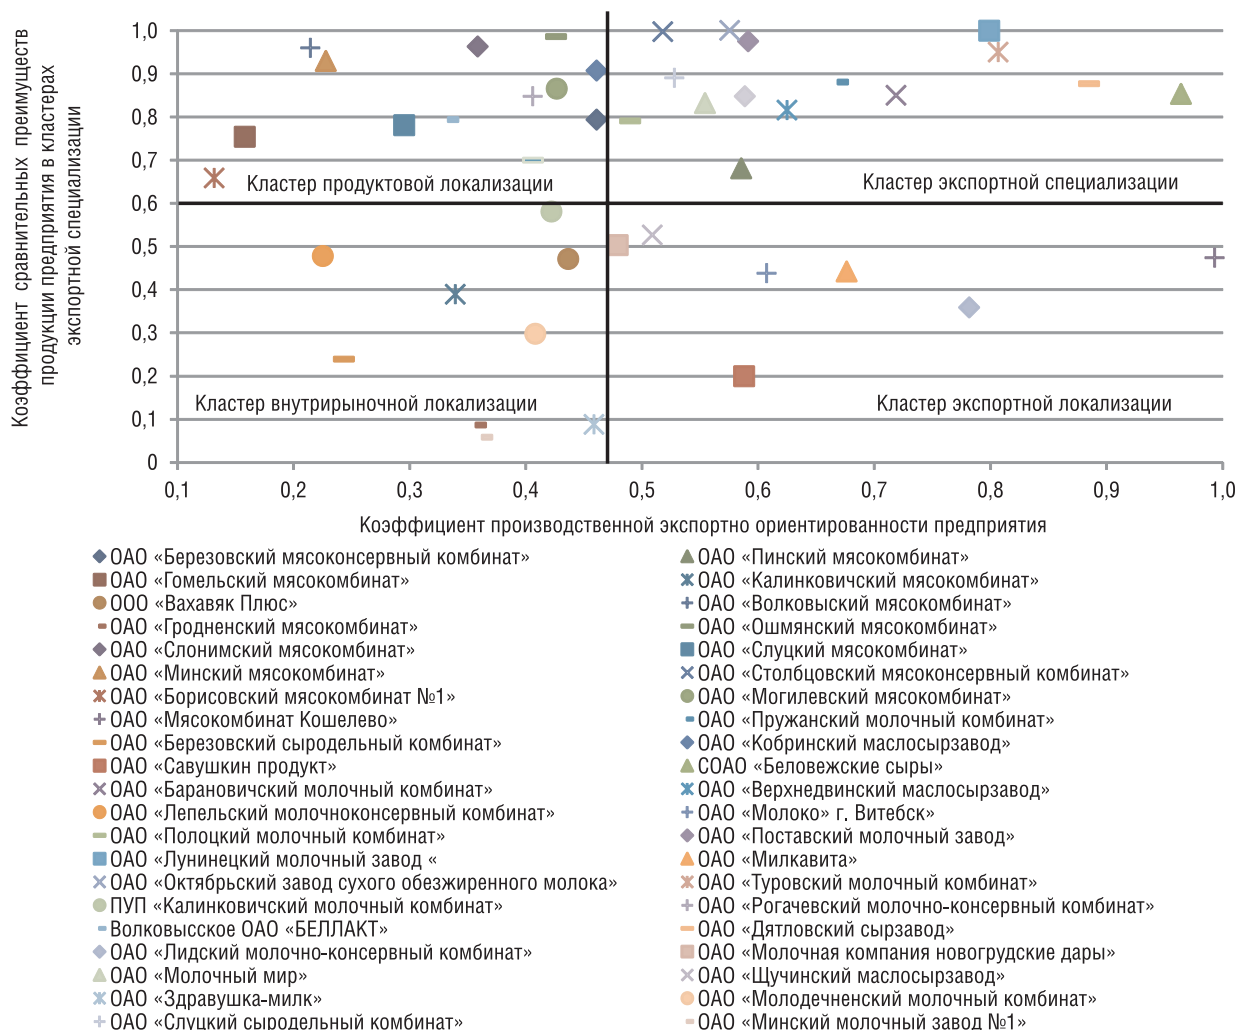 Коэффициент сравнительных преимуществ
продукции предприятия в кластерах
экспортной специализации
1,0
0,9
0,8
0,7
0,6
0,5
0,4
0,3
0,2
0,1
0
Кластер продуктовой локализации
Кластер экспортной специализации
Кластер внутрирыночной локализации
Кластер экспортной локализации
0,1 0,2 0,3 0,4 0,5 0,6 0,7 0,8 0,9 1,0
Коэффициент производственной экспортно ориентированности предприятия
ОАО «Березовский мясоконсервный комбинат»
ОАО «Гомельский мясокомбинат»
ООО «Вахавяк Плюс»
ОАО «Гродненский мясокомбинат»
ОАО «Слонимский мясокомбинат»
ОАО «Минский мясокомбинат»
ОАО «Борисовский мясокомбинат №1»
ОАО «Мясокомбинат Кошелево»
ОАО «Березовский сыродельный комбинат»
ОАО «Савушкин продукт»
ОАО «Барановичский молочный комбинат»
ОАО «Лепельский молочноконсервный комбинат»
ОАО «Полоцкий молочный комбинат»
ОАО «Лунинецкий молочный завод «
ОАО «Октябрьский завод сухого обезжиренного молока»
ПУП «Калинковичский молочный комбинат»
Волковысское ОАО «БЕЛЛАКТ»
ОАО «Лидский молочно-консервный комбинат»
ОАО «Молочный мир»
ОАО «Здравушка-милк»
ОАО «Слуцкий сыродельный комбинат»
ОАО «Пинский мясокомбинат»
ОАО «Калинковичский мясокомбинат»
ОАО «Волковыский мясокомбинат»
ОАО «Ошмянский мясокомбинат»
ОАО «Слуцкий мясокомбинат»
ОАО «Столбцовский мясоконсервный комбинат»
ОАО «Могилевский мясокомбинат»
ОАО «Пружанский молочный комбинат»
ОАО «Кобринский маслосырзавод»
СОАО «Беловежские сыры»
ОАО «Верхнедвинский маслосырзавод»
ОАО «Молоко» г. Витебск»
ОАО «Поставский молочный завод»
ОАО «Милкавита»
ОАО «Туровский молочный комбинат»
ОАО «Рогачевский молочно-консервный комбинат»
ОАО «Дятловский сырзавод»
ОАО «Молочная компания новогрудские дары»
ОАО «Щучинский маслосырзавод»
ОАО «Молодечненский молочный комбинат»
ОАО «Минский молочный завод №1»